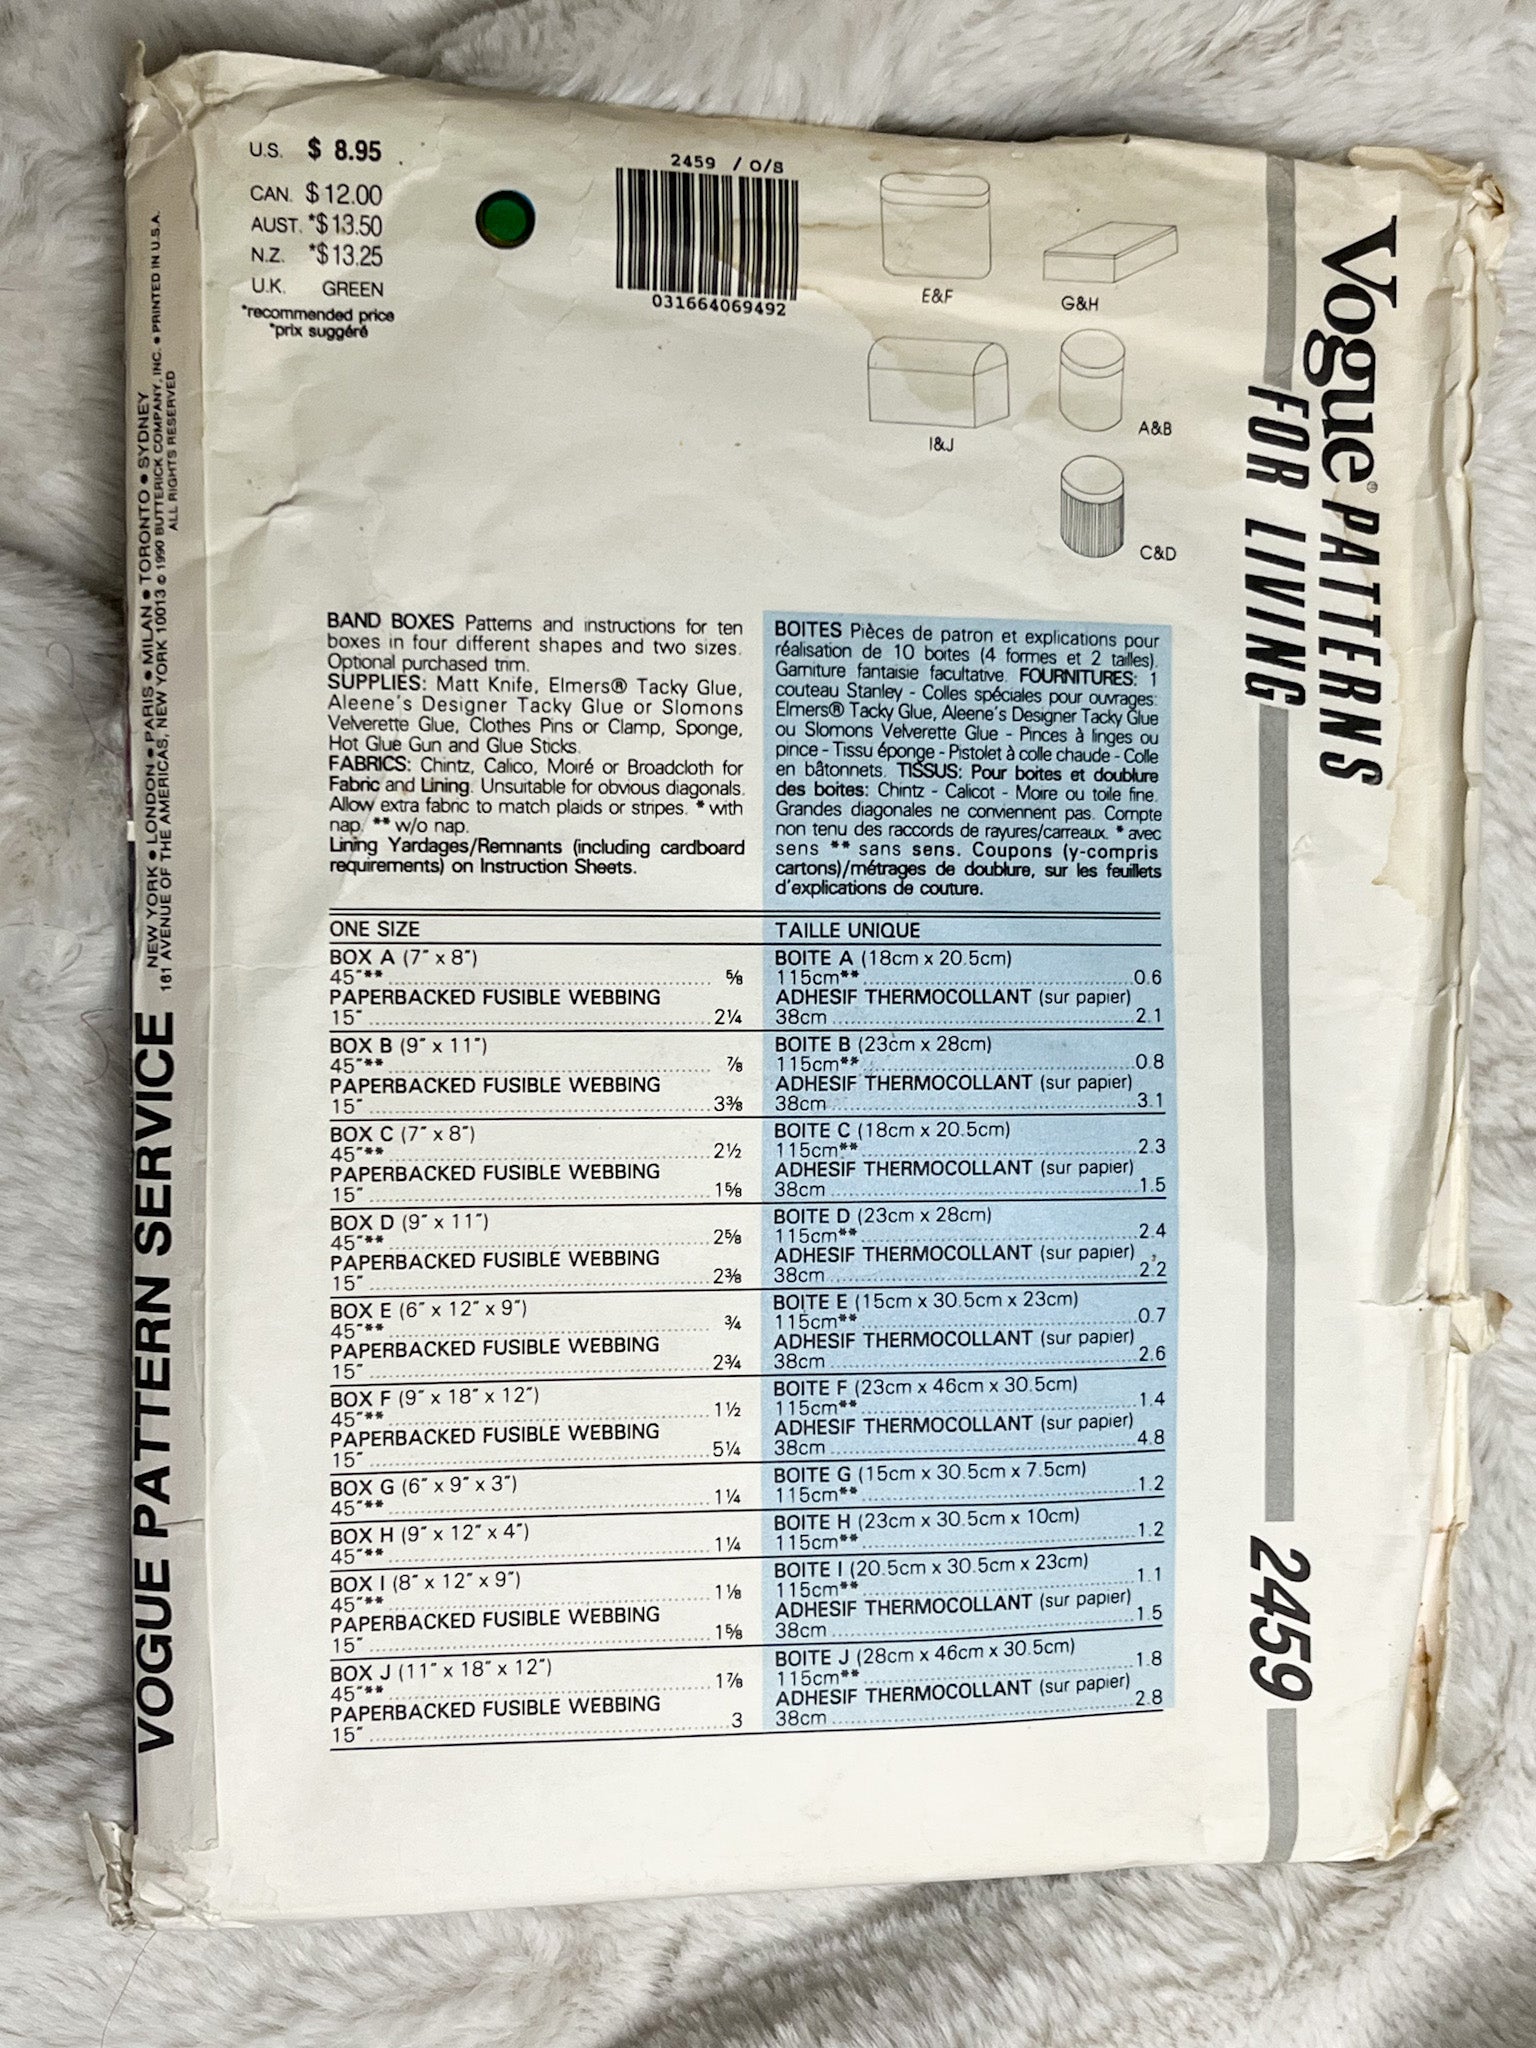 U.S. $ 8.95
CAN. $ 12.00
AUST. *$ 13.50
N.Z. *$ 13.25
U.K. GREEN
*recommended price
*prix suggéré
2459 / O/S
031664069492
E&F
G&H
I&J
A&B
C&D
Vogue® PATTERNS
FOR LIVING
2459
VOGUE PATTERN SERVICE
NEW YORK • LONDON • PARIS • MILAN • TORONTO • SYDNEY
161 AVENUE OF THE AMERICAS, NEW YORK, NEW YORK 10013 © 1990 BUTTERICK COMPANY, INC. • PRINTED IN U.S.A.
ALL RIGHTS RESERVED
BAND BOXES Patterns and instructions for ten
boxes in four different shapes and two sizes.
Optional purchased trim.
SUPPLIES: Matt Knife, Elmers® Tacky Glue,
Aleene's Designer Tacky Glue or Slomons
Velverette Glue, Clothes Pins or Clamp, Sponge,
Hot Glue Gun and Glue Sticks.
FABRICS: Chintz, Calico, Moiré or Broadcloth for
Fabric and Lining. Unsuitable for obvious diagonals.
Allow extra fabric to match plaids or stripes. * with
nap. ** w/o nap.
Lining Yardages/Remnants (including cardboard
requirements) on Instruction Sheets.
BOITES Pièces de patron et explications pour
réalisation de 10 boites (4 formes et 2 tailles).
Garniture fantaisie facultative. FOURNITURES: 1
couteau Stanley - Colles spéciales pour ouvrages:
Elmers® Tacky Glue, Aleene's Designer Tacky Glue
ou Slomons Velverette Glue - Pinces à linges ou
pince - Tissu éponge - Pistolet à colle chaude - Colle
en bâtonnets. TISSUS: Pour boites et doublure
des boites: Chintz - Calicot - Moire ou toile fine.
Grandes diagonales ne conviennent pas. Compte
non tenu des raccords de rayures/carreaux. * avec
sens ** sans sens. Coupons (y-compris
cartons)/métrages de doublure, sur les feuillets
d'explications de couture.
ONE SIZE
BOX A (7" x 8")
45"** 5/8
PAPERBACKED FUSIBLE WEBBING
15" 2¼
BOX B (9" x 11")
45"** 7/8
PAPERBACKED FUSIBLE WEBBING
15" 3⅜
BOX C (7" x 8")
45"** 2½
PAPERBACKED FUSIBLE WEBBING
15" 1⅝
BOX D (9" x 11")
45"** 2⅝
PAPERBACKED FUSIBLE WEBBING
15" 2⅜
BOX E (6" x 12" x 9")
45"** ¾
PAPERBACKED FUSIBLE WEBBING
15" 2¾
BOX F (9" x 18" x 12")
45"** 1½
PAPERBACKED FUSIBLE WEBBING
15" 5¼
BOX G (6" x 9" x 3")
45"** 1¼
BOX H (9" x 12" x 4")
45"** 1¼
BOX I (8" x 12" x 9")
45"** 1⅛
PAPERBACKED FUSIBLE WEBBING
15" 1⅝
BOX J (11" x 18" x 12")
45"** 1⅞
PAPERBACKED FUSIBLE WEBBING
15" 3
TAILLE UNIQUE
BOITE A (18cm x 20.5cm)
115cm** 0.6
ADHESIF THERMOCOLLANT (sur papier)
38cm 2.1
BOITE B (23cm x 28cm)
115cm** 0.8
ADHESIF THERMOCOLLANT (sur papier)
38cm 3.1
BOITE C (18cm x 20.5cm)
115cm** 2.3
ADHESIF THERMOCOLLANT (sur papier)
38cm 1.5
BOITE D (23cm x 28cm)
115cm** 2.4
ADHESIF THERMOCOLLANT (sur papier)
38cm 2.2
BOITE E (15cm x 30.5cm x 23cm)
115cm** 0.7
ADHESIF THERMOCOLLANT (sur papier)
38cm 2.6
BOITE F (23cm x 46cm x 30.5cm)
115cm** 1.4
ADHESIF THERMOCOLLANT (sur papier)
38cm 4.8
BOITE G (15cm x 30.5cm x 7.5cm)
115cm** 1.2
BOITE H (23cm x 30.5cm x 10cm)
115cm** 1.2
BOITE I (20.5cm x 30.5cm x 23cm)
115cm** 1.1
ADHESIF THERMOCOLLANT (sur papier)
38cm 1.5
BOITE J (28cm x 46cm x 30.5cm)
115cm** 1.8
ADHESIF THERMOCOLLANT (sur papier)
38cm 2.8